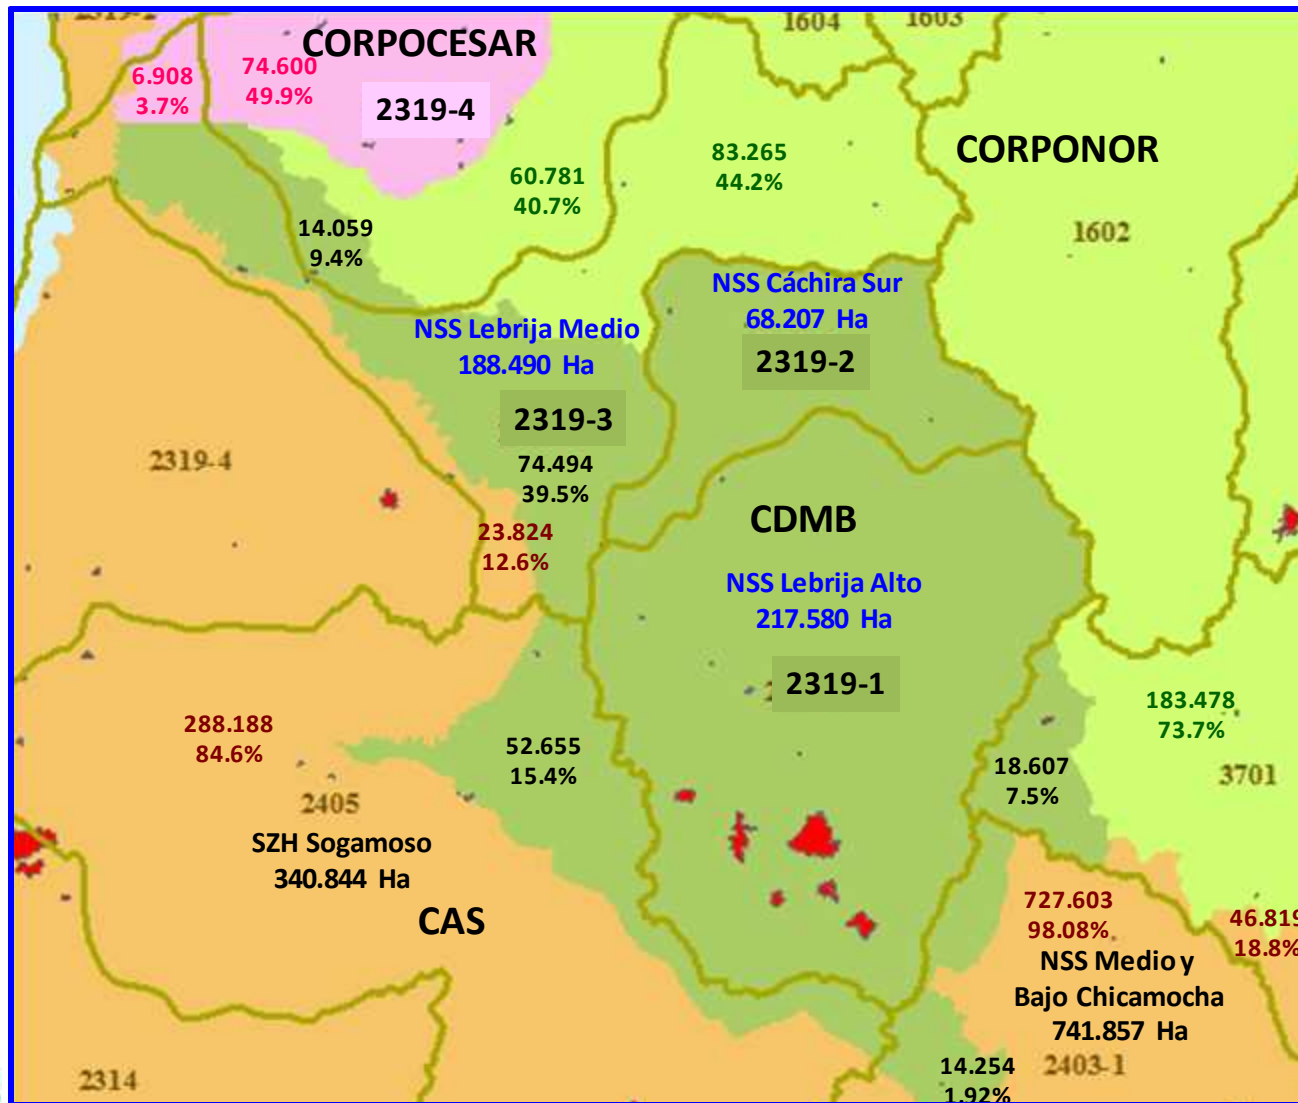 2319-2
1604
1603
CORPOCESAR
6.908
3.7%
74.600
49.9%
2319-4
CORPONOR
83.265
44.2%
60.781
40.7%
14.059
9.4%
1602
NSS Cáchira Sur
68.207 Ha
2319-2
NSS Lebrija Medio
188.490 Ha
2319-3
74.494
39.5%
2319-4
23.824
12.6%
CDMB
NSS Lebrija Alto
217.580 Ha
2319-1
183.478
73.7%
288.188
84.6%
52.655
15.4%
18.607
7.5%
3701
2405
SZH Sogamoso
340.844 Ha
CAS
727.603
98.08%
46.819
18.8%
NSS Medio y
Bajo Chicamocha
741.857 Ha
2403-1
14.254
1.92%
2314